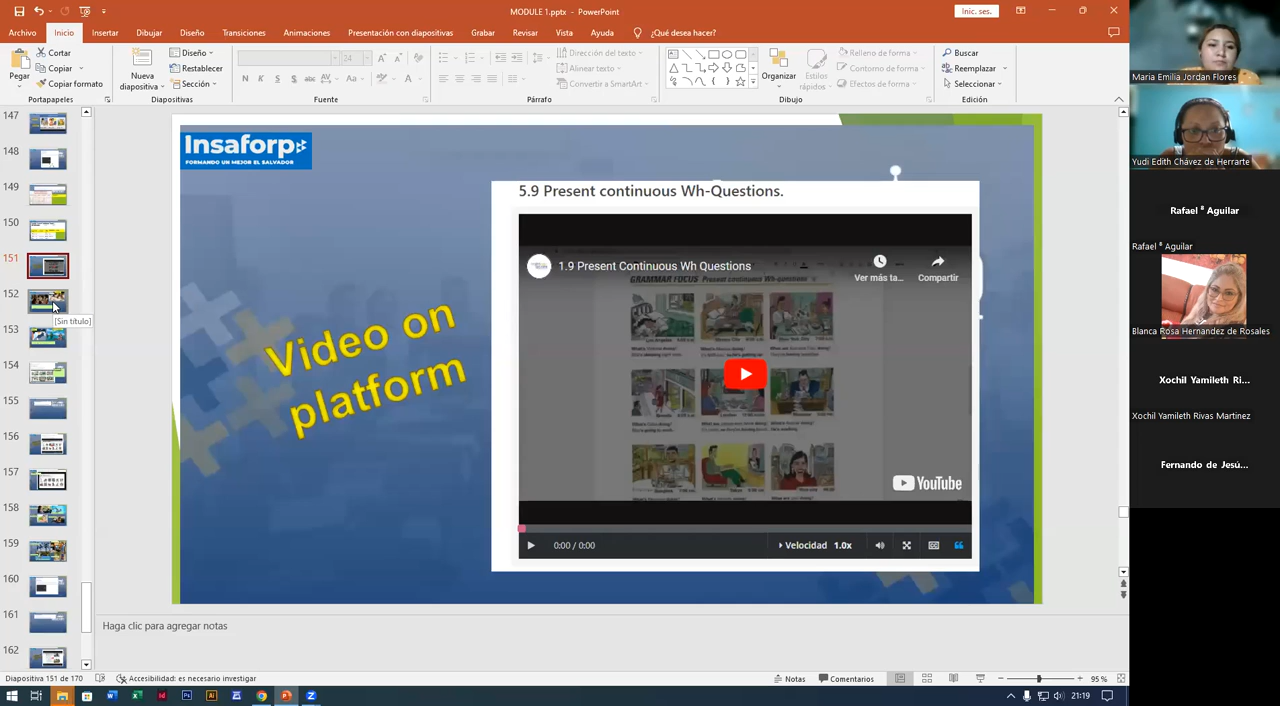 MODULE 1.pptx - PowerPoint
Inic. ses.
Archivo Inicio Insertar Dibujar Diseño Transiciones Animaciones Presentación con diapositivas Grabar Revisar Vista Ayuda ¿Qué desea hacer?
Pegar
Cortar
Copiar
Copiar formato
Portapapeles
Nueva diapositiva
Diseño
Restablecer
Sección
Diapositivas
24
N K S S abc AV Aa A
Fuente
Dirección del texto
Alinear texto
Convertir a SmartArt
Párrafo
Organizar
Estilos rápidos
Relleno de forma
Contorno de forma
Efectos de forma
Dibujo
Buscar
Reemplazar
Seleccionar
Edición
147
148
149
150
151
152
[Sin título]
153
154
155
156
157
158
159
160
161
162
Insaforp
FORMANDO UN MEJOR EL SALVADOR
Video on
platform
5.9 Present continuous Wh-Questions.
1.9 Present Continuous Wh Questions
Ver más ta...
Compartir
GRAMMAR FOCUS Present continuous Wh-questions
YouTube
0:00 / 0:00
Velocidad 1.0x
Haga clic para agregar notas
Diapositiva 151 de 170
Accesibilidad: es necesario investigar
Notas
Comentarios
95 %
21:19
Maria Emilia Jordan Flores
Yudi Edith Chávez de Herrarte
Rafael ª Aguilar
Rafael ª Aguilar
Blanca Rosa Hernandez de Rosales
Xochil Yamileth Ri...
Xochil Yamileth Rivas Martinez
Fernando de Jesú...